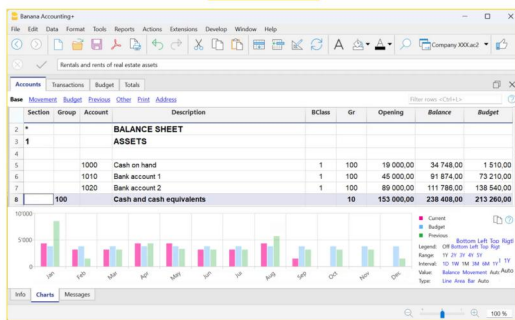 Banana Accounting+
File Edit Data Format Tools Reports Actions Extensions Develop Window Help
Company XXX.ac2
Rentals and rents of real estate assets
Accounts Transactions Budget Totals
Base Movement Budget Previous Other Print Address Filter rows: <Ctrl+L>
Section Group Account Description BClass Gr Opening Balance Budget
2 * BALANCE SHEET
3 1 ASSETS
4
5 1000 Cash on hand 1 100 19 000,00 34 748,00 1 510,00
6 1010 Bank account 1 1 100 45 000,00 91 874,00 73 210,00
7 1020 Bank account 2 1 100 89 000,00 111 786,00 138 540,00
8 100 Cash and cash equivalents 10 153 000,00 238 408,00 213 260,00
10'000
5'000
0
Jan Feb Mar Apr May Jun Jul Aug Sep Oct Nov Dec
Current
Budget
Previous
Bottom Left Top Right
Legend: Off Bottom Left Top Right
Range: 1Y 2Y 3Y 4Y 5Y
Interval: 1D 1W 1M 3M 6M 1Y 1Y
Value: Balance Movement Auto Auto
Type: Line Area Bar Auto
Info Charts Messages
100 %